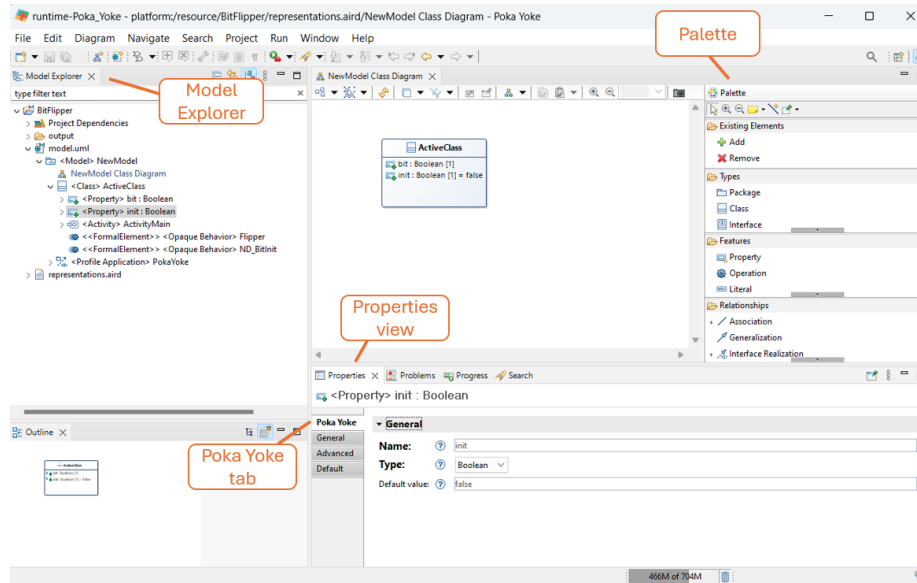 runtime-Poka_Yoke - platform:/resource/BitFlipper/representations.aird/NewModel Class Diagram - Poka Yoke
File Edit Diagram Navigate Search Project Run Window Help
Palette
Model Explorer
Model
Explorer
type filter text
BitFlipper
Project Dependencies
output
model.uml
<Model> NewModel
NewModel Class Diagram
<Class> ActiveClass
<Property> bit : Boolean
<Property> init : Boolean
<Activity> ActivityMain
<<FormalElement>> <Opaque Behavior> Flipper
<<FormalElement>> <Opaque Behavior> ND_BitInit
<Profile Application> PokaYoke
representations.aird
NewModel Class Diagram
ActiveClass
bit : Boolean [1]
init : Boolean [1] = false
Palette
Existing Elements
Add
Remove
Types
Package
Class
Interface
Features
Property
Operation
Literal
Relationships
Association
Generalization
Interface Realization
Properties
view
Properties Problems Progress Search
<Property> init : Boolean
Poka Yoke
General
Advanced
Default
General
Name: init
Type: Boolean
Default value: false
Outline
Poka Yoke
tab
466M of 704M